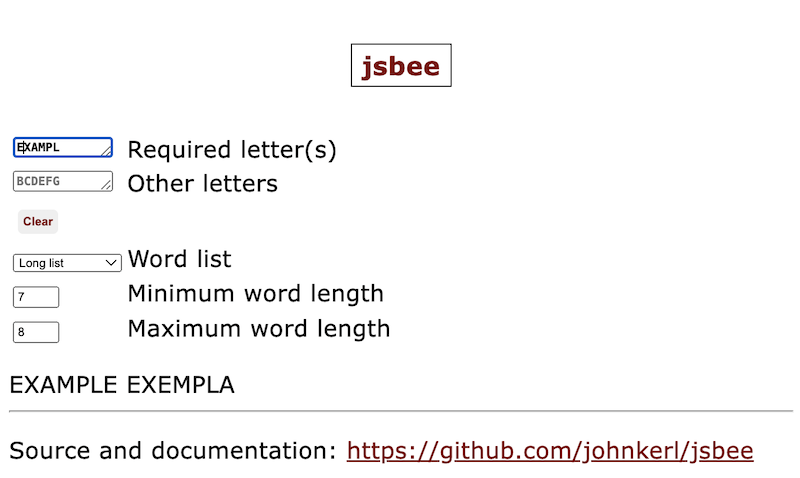 jsbee
EXAMPL Required letter(s)
BCDEFG Other letters
Clear
Long list Word list
7 Minimum word length
8 Maximum word length
EXAMPLE EXEMPLA
Source and documentation: https://github.com/johnkerl/jsbee